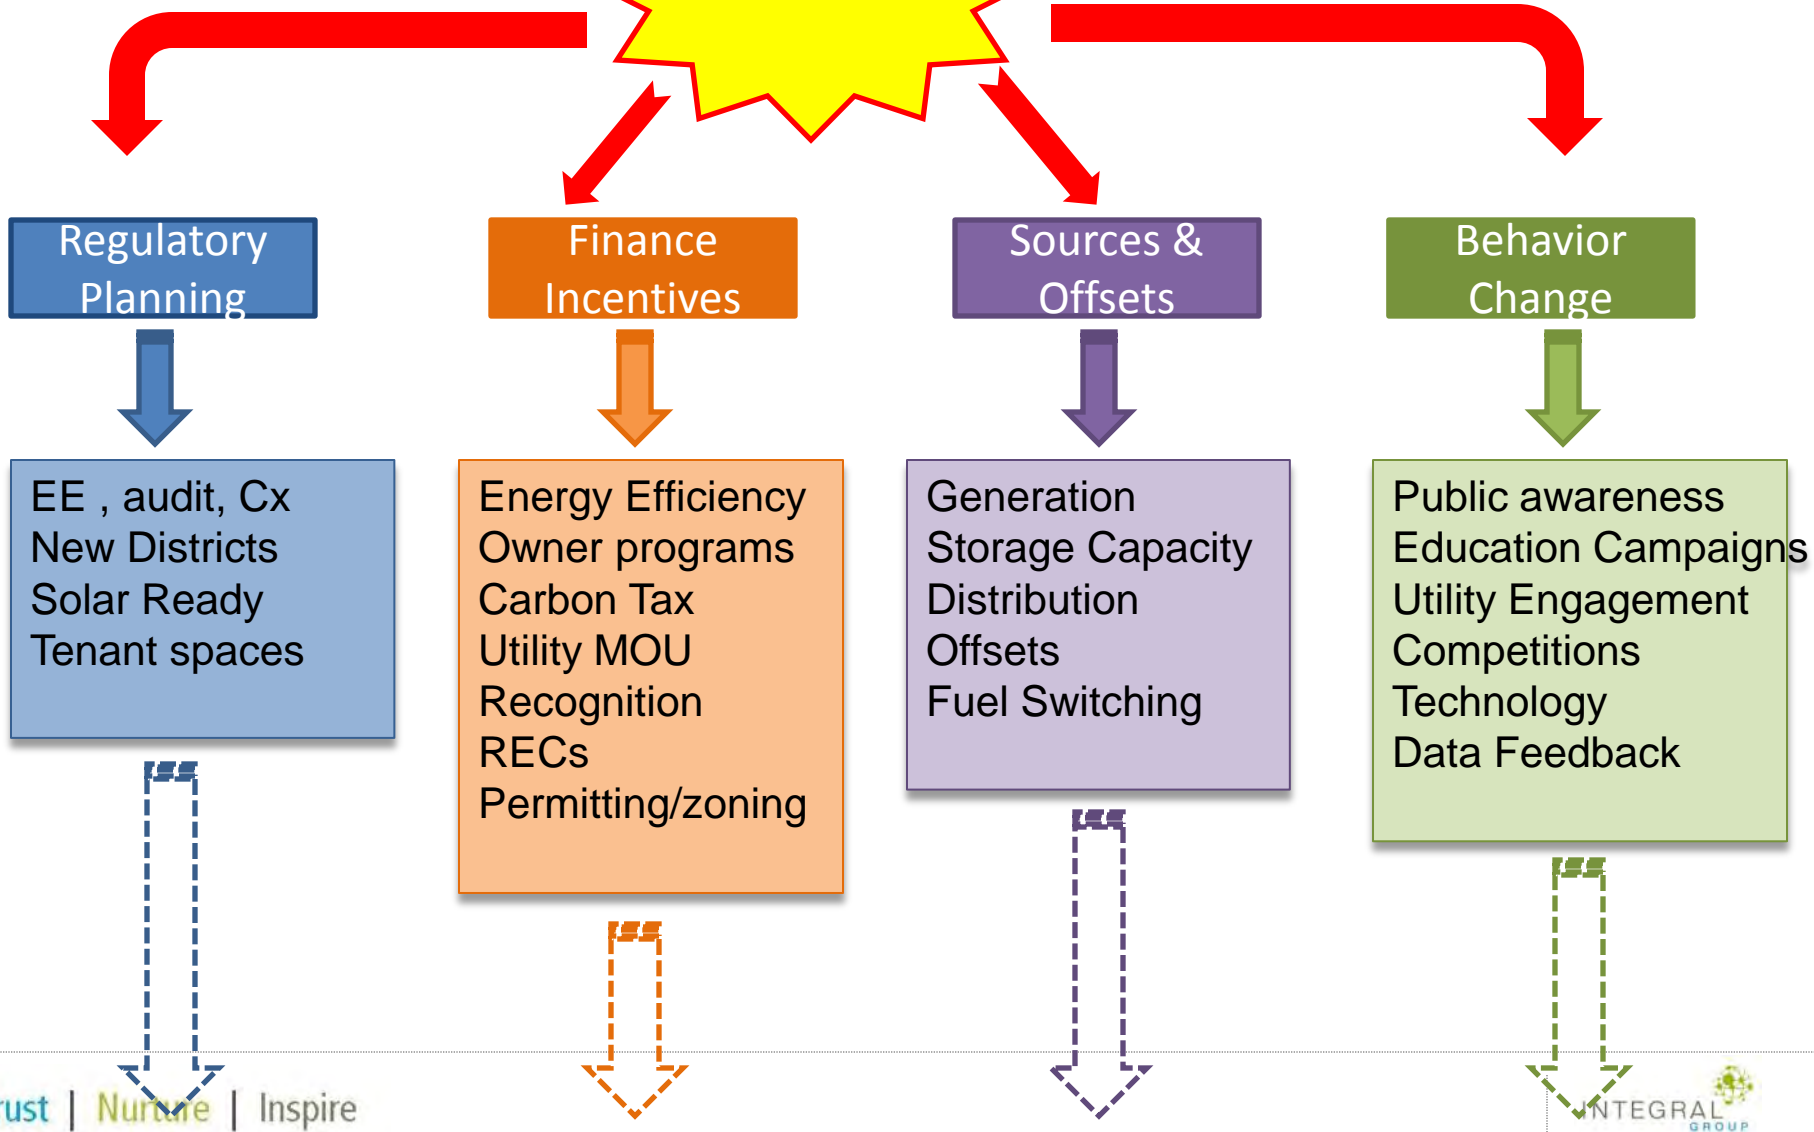 Regulatory
Planning
Finance
Incentives
Sources &
Offsets
Behavior
Change
EE , audit, Cx
New Districts
Solar Ready
Tenant spaces
Energy Efficiency
Owner programs
Carbon Tax
Utility MOU
Recognition
RECs
Permitting/zoning
Generation
Storage Capacity
Distribution
Offsets
Fuel Switching
Public awareness
Education Campaigns
Utility Engagement
Competitions
Technology
Data Feedback
rust | Nurture | Inspire
INTEGRAL
GROUP